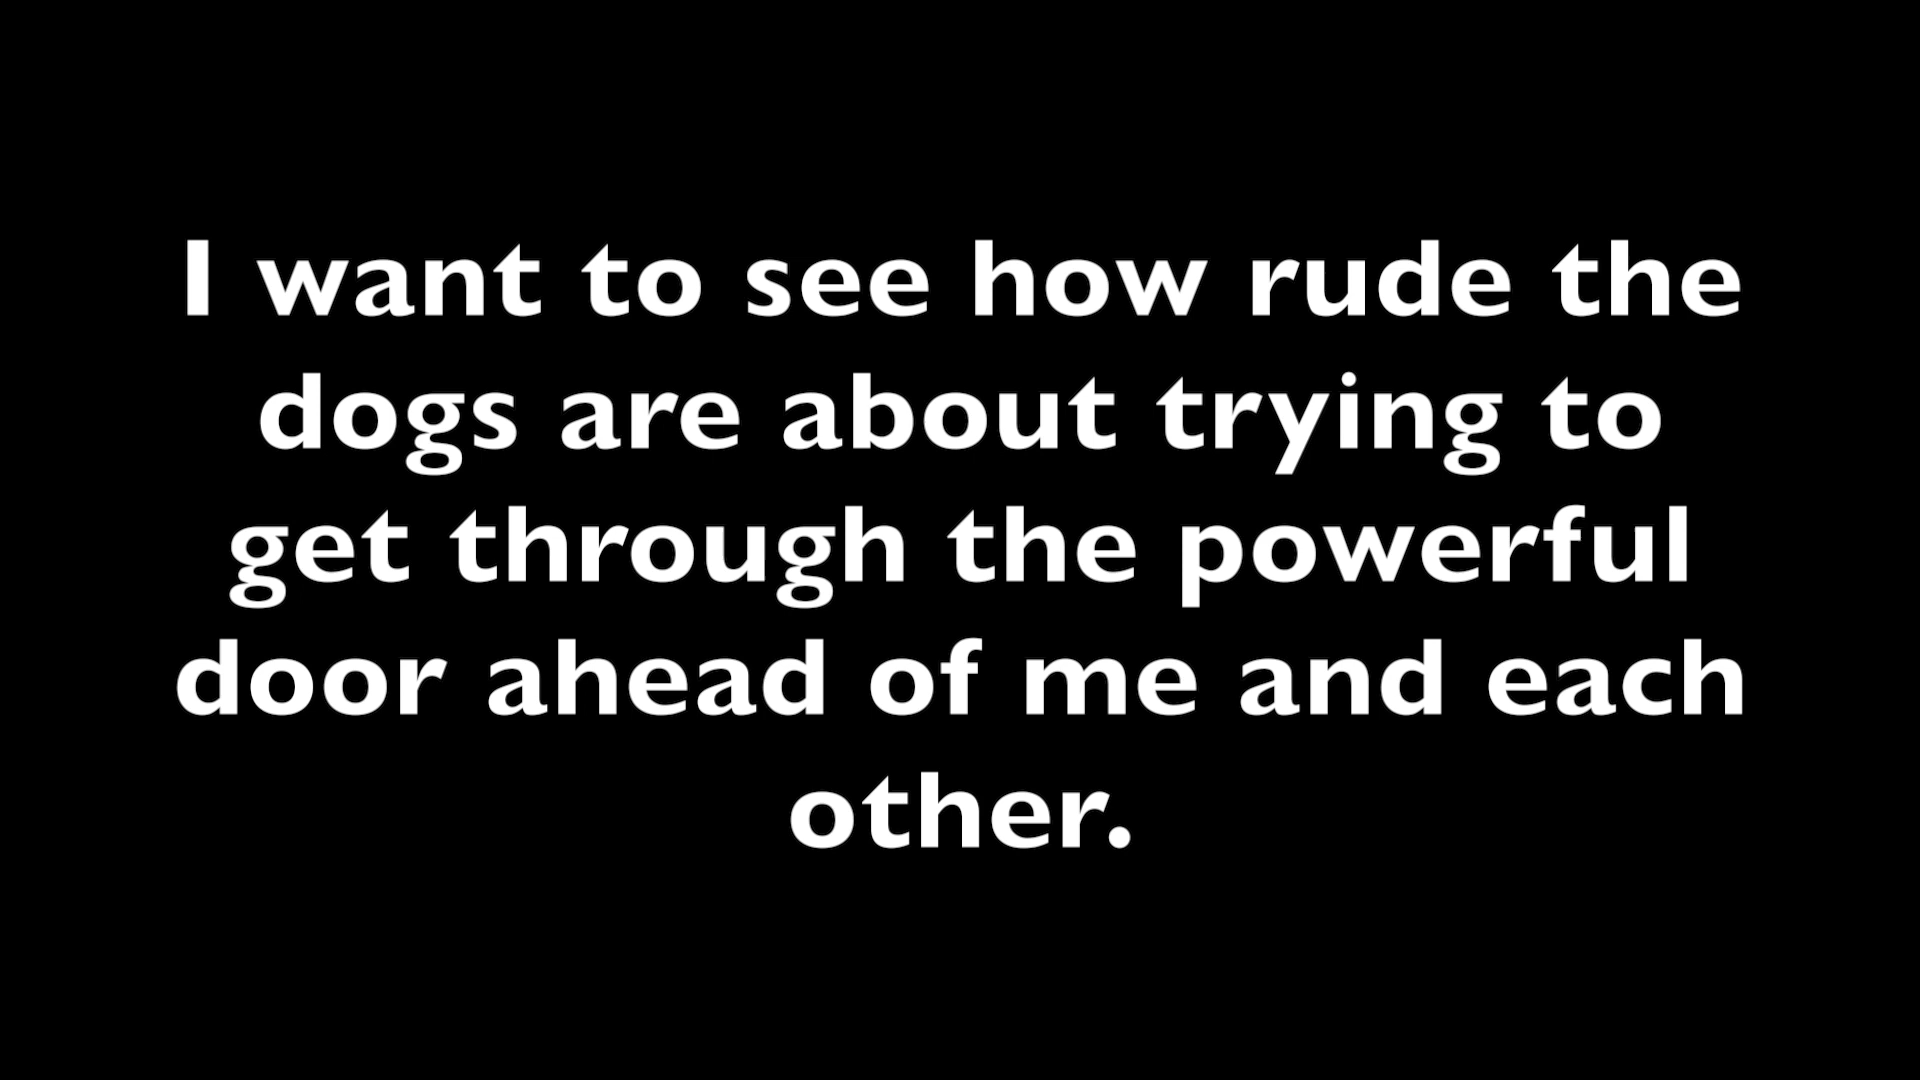 I want to see how rude the
dogs are about trying to
get through the powerful
door ahead of me and each
other.